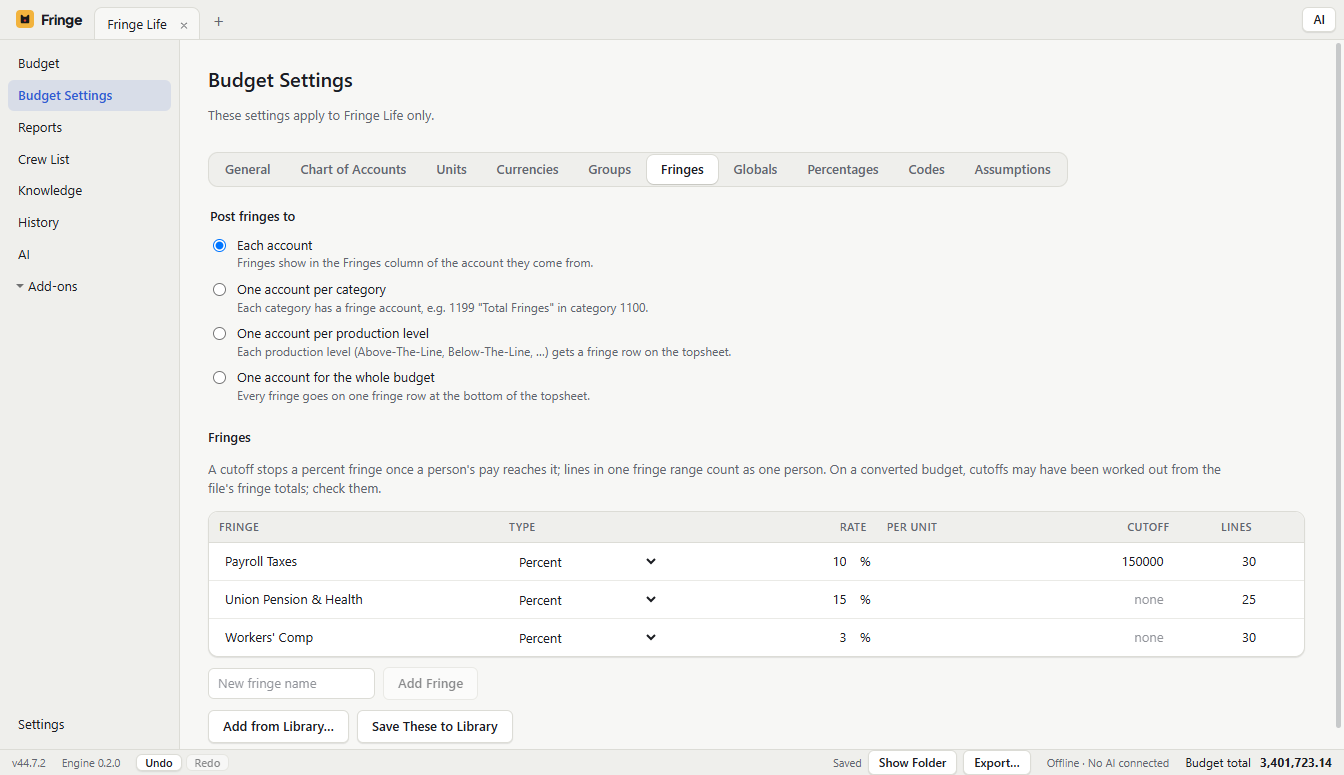 Fringe
Fringe Life ×
+
AI
Budget
Budget Settings
Reports
Crew List
Knowledge
History
AI
Add-ons
Settings
Budget Settings
These settings apply to Fringe Life only.
General Chart of Accounts Units Currencies Groups Fringes Globals Percentages Codes Assumptions
Post fringes to
Each account
Fringes show in the Fringes column of the account they come from.
One account per category
Each category has a fringe account, e.g. 1199 "Total Fringes" in category 1100.
One account per production level
Each production level (Above-The-Line, Below-The-Line, ...) gets a fringe row on the topsheet.
One account for the whole budget
Every fringe goes on one fringe row at the bottom of the topsheet.
Fringes
A cutoff stops a percent fringe once a person's pay reaches it; lines in one fringe range count as one person. On a converted budget, cutoffs may have been worked out from the
file's fringe totals; check them.
FRINGE TYPE RATE PER UNIT CUTOFF LINES
Payroll Taxes Percent 10 % 150000 30
Union Pension & Health Percent 15 % none 25
Workers' Comp Percent 3 % none 30
New fringe name Add Fringe
Add from Library... Save These to Library
v44.7.2 Engine 0.2.0 Undo Redo Saved Show Folder Export... Offline · No AI connected Budget total 3,401,723.14